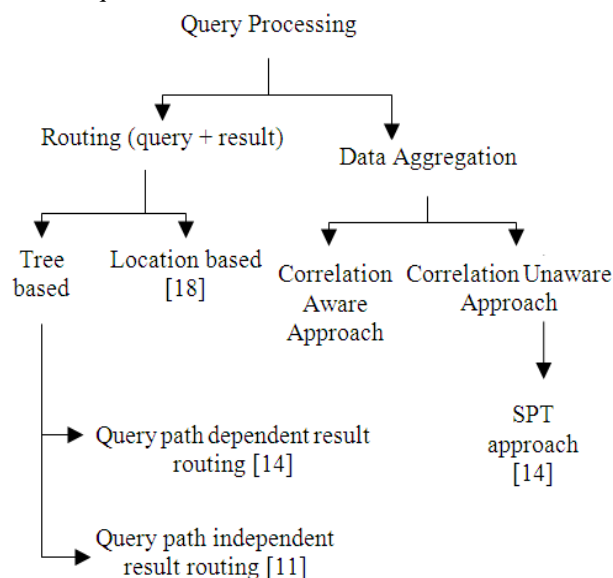 Query Processing
Routing (query + result)
Data Aggregation
Tree
based
Location based
[18]
Correlation
Aware
Approach
Correlation Unaware
Approach
SPT
approach
[14]
Query path dependent result
routing [14]
Query path independent
result routing [11]